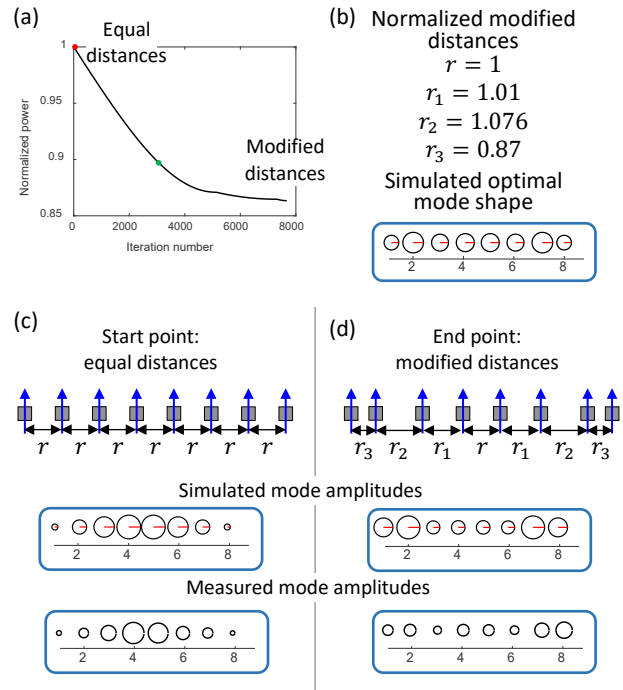 (a)
Equal
distances
1
0.95
0.9
0.85
Normalized power
Modified
distances
0 2000 4000 6000 8000
Iteration number
(b)
Normalized modified
distances
r = 1
r₁ = 1.01
r₂ = 1.076
r₃ = 0.87
Simulated optimal
mode shape
2 4 6 8
(c)
Start point:
equal distances
r r r r r r r
(d)
End point:
modified distances
r₃ r₂ r₁ r r₁ r₂ r₃
Simulated mode amplitudes
2 4 6 8
2 4 6 8
Measured mode amplitudes
2 4 6 8
2 4 6 8